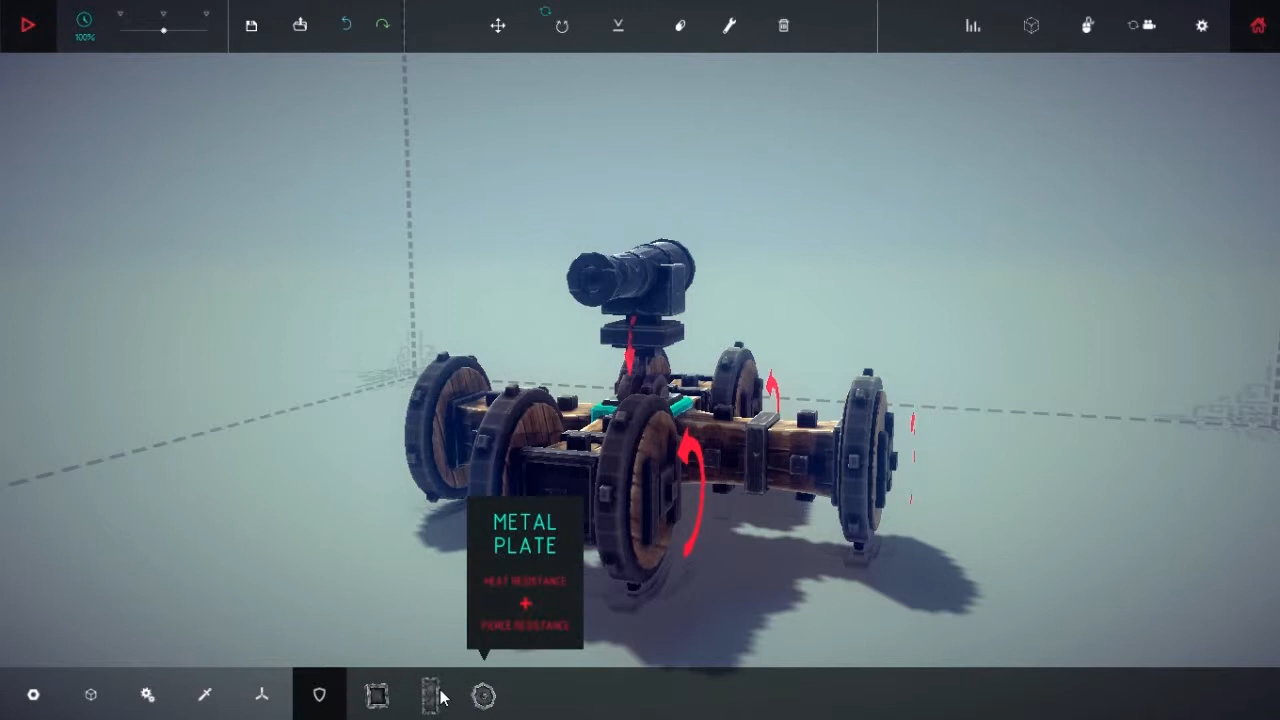 100%
METAL
PLATE
HEAT RESISTANCE
+
PIERCE RESISTANCE